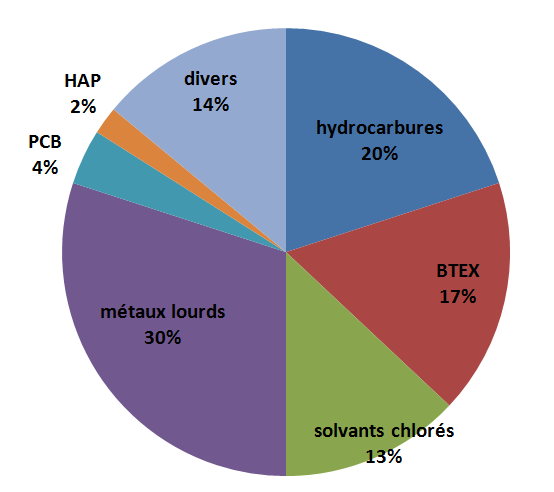 divers
14%
HAP
2%
PCB
4%
hydrocarbures
20%
BTEX
17%
métaux lourds
30%
solvants chlorés
13%